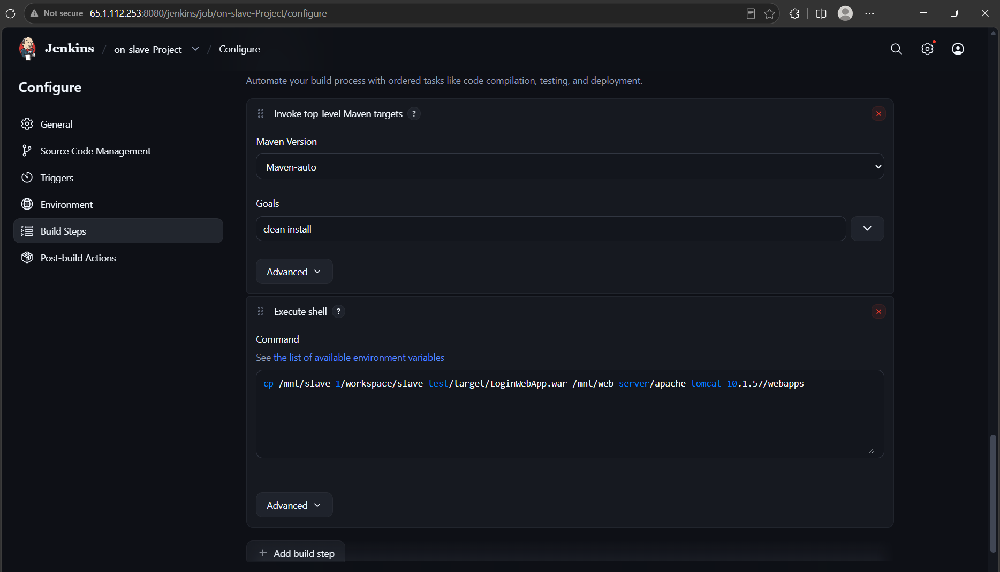 Not secure 65.1.112.253:8080/jenkins/job/on-slave-Project/configure
Jenkins / on-slave-Project / Configure
Configure
General
Source Code Management
Triggers
Environment
Build Steps
Post-build Actions
Automate your build process with ordered tasks like code compilation, testing, and deployment.
Invoke top-level Maven targets ?
Maven Version
Maven-auto
Goals
clean install
Advanced
Execute shell ?
Command
See the list of available environment variables
cp /mnt/slave-1/workspace/slave-test/target/LoginWebApp.war /mnt/web-server/apache-tomcat-10.1.57/webapps
Advanced
+ Add build step